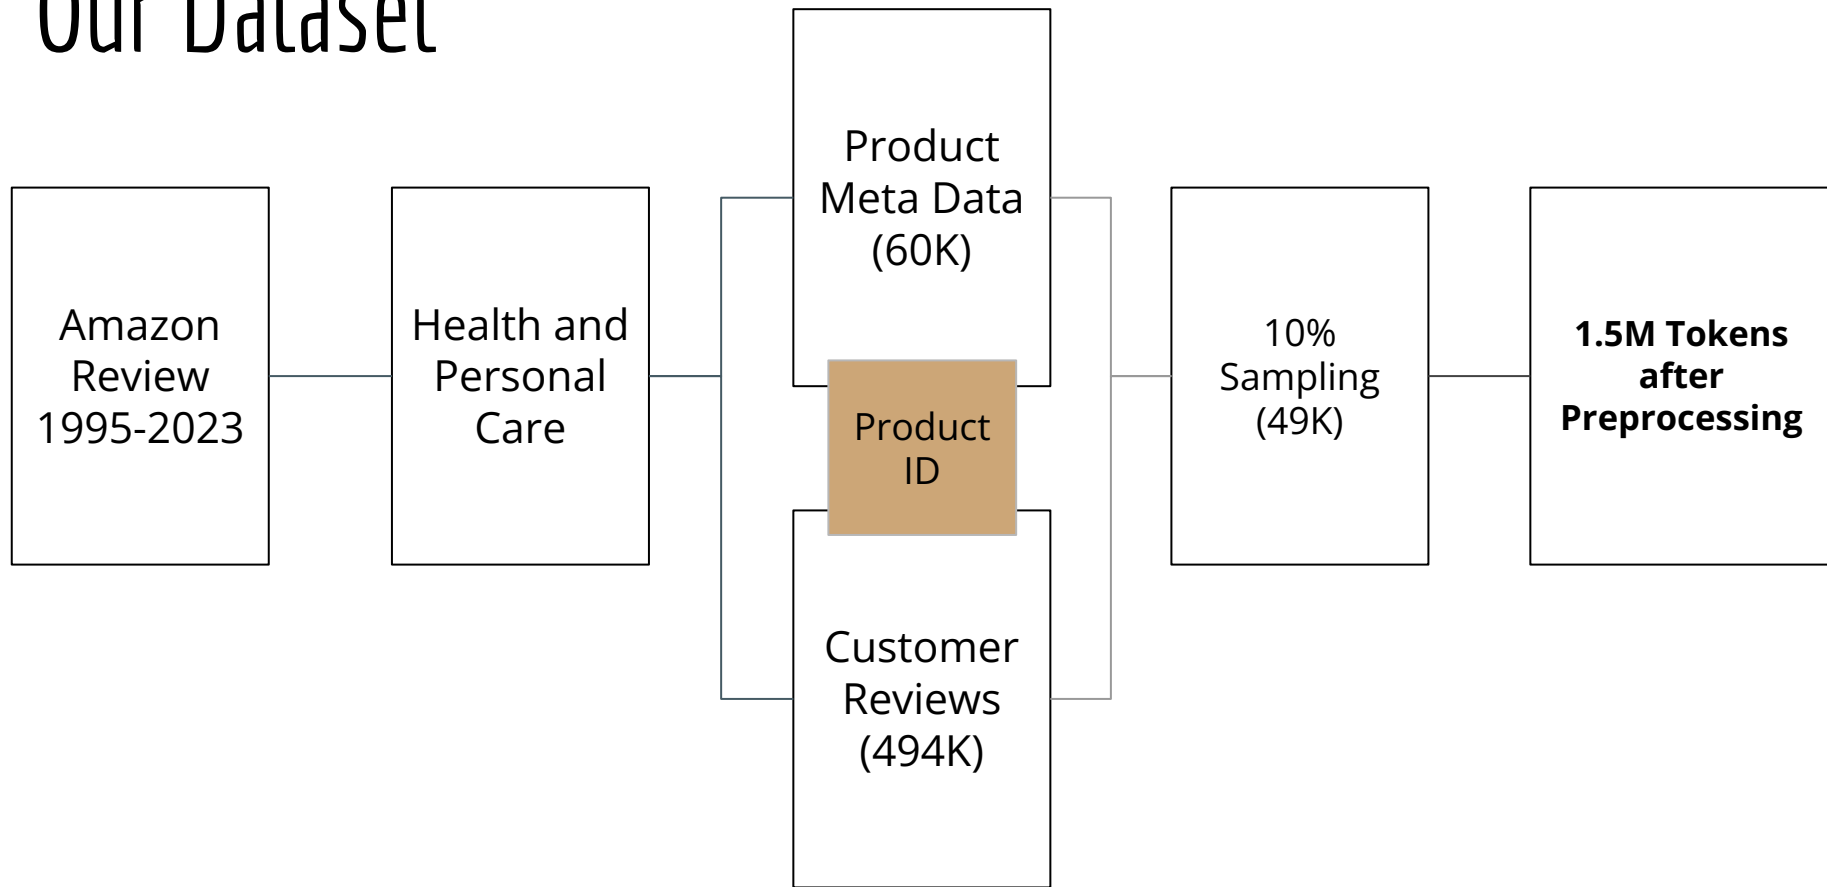 Our Dataset
Amazon
Review
1995-2023
Health and
Personal
Care
Product
Meta Data
(60K)
Product
ID
Customer
Reviews
(494K)
10%
Sampling
(49K)
1.5M Tokens
after
Preprocessing